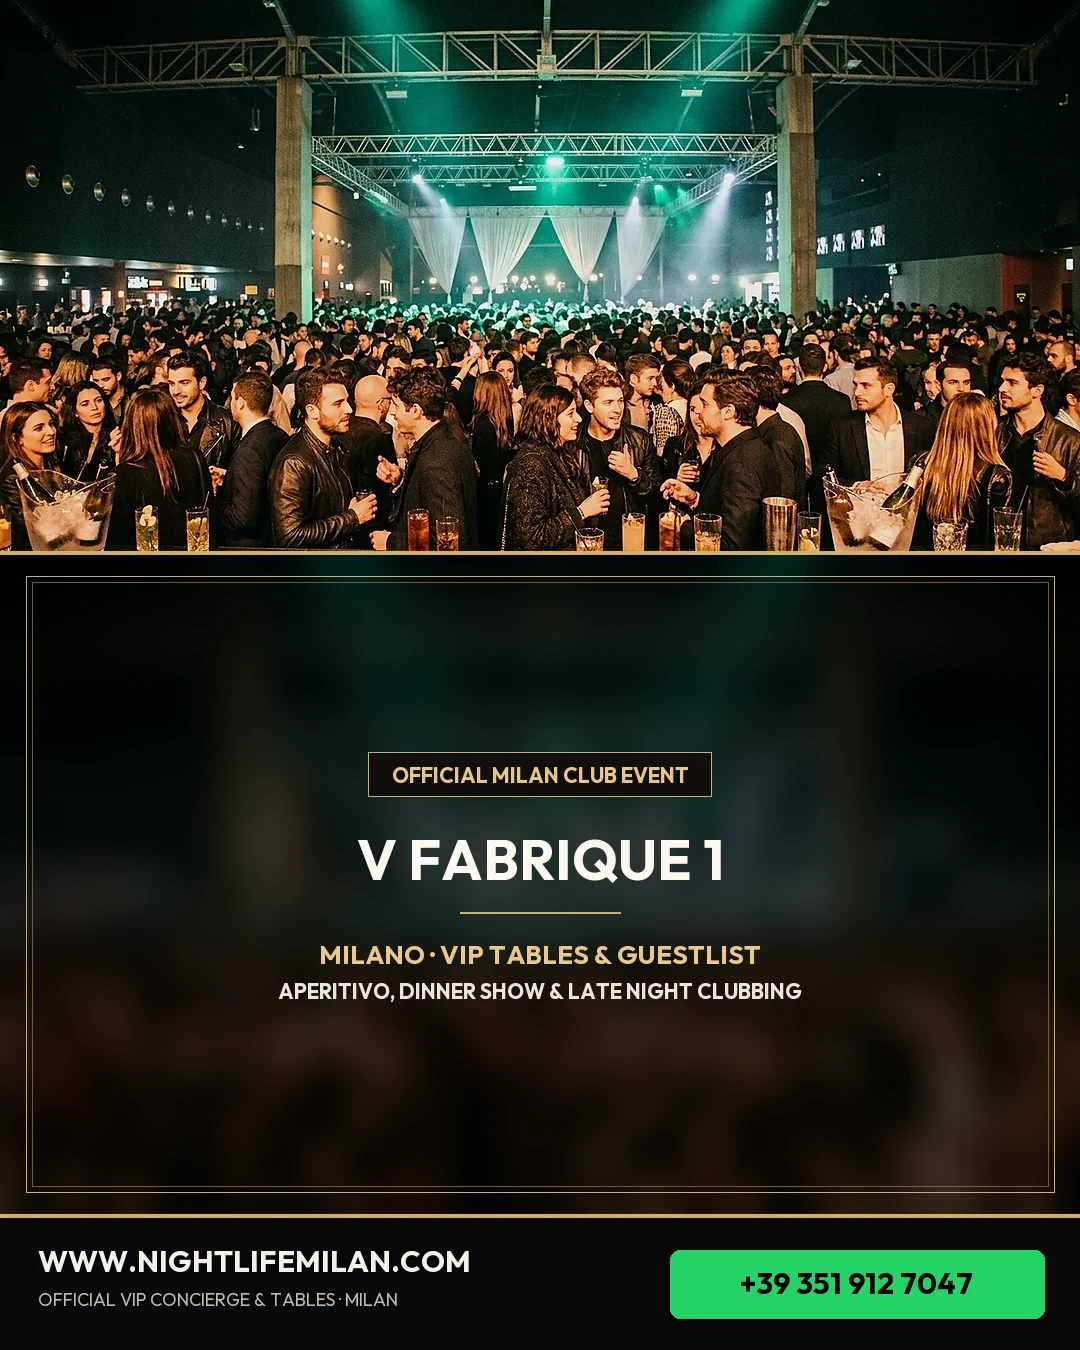 OFFICIAL MILAN CLUB EVENT
V FABRIQUE 1
MILANO · VIP TABLES & GUESTLIST
APERITIVO, DINNER SHOW & LATE NIGHT CLUBBING
WWW.NIGHTLIFEMILAN.COM
OFFICIAL VIP CONCIERGE & TABLES · MILAN
+39 351 912 7047